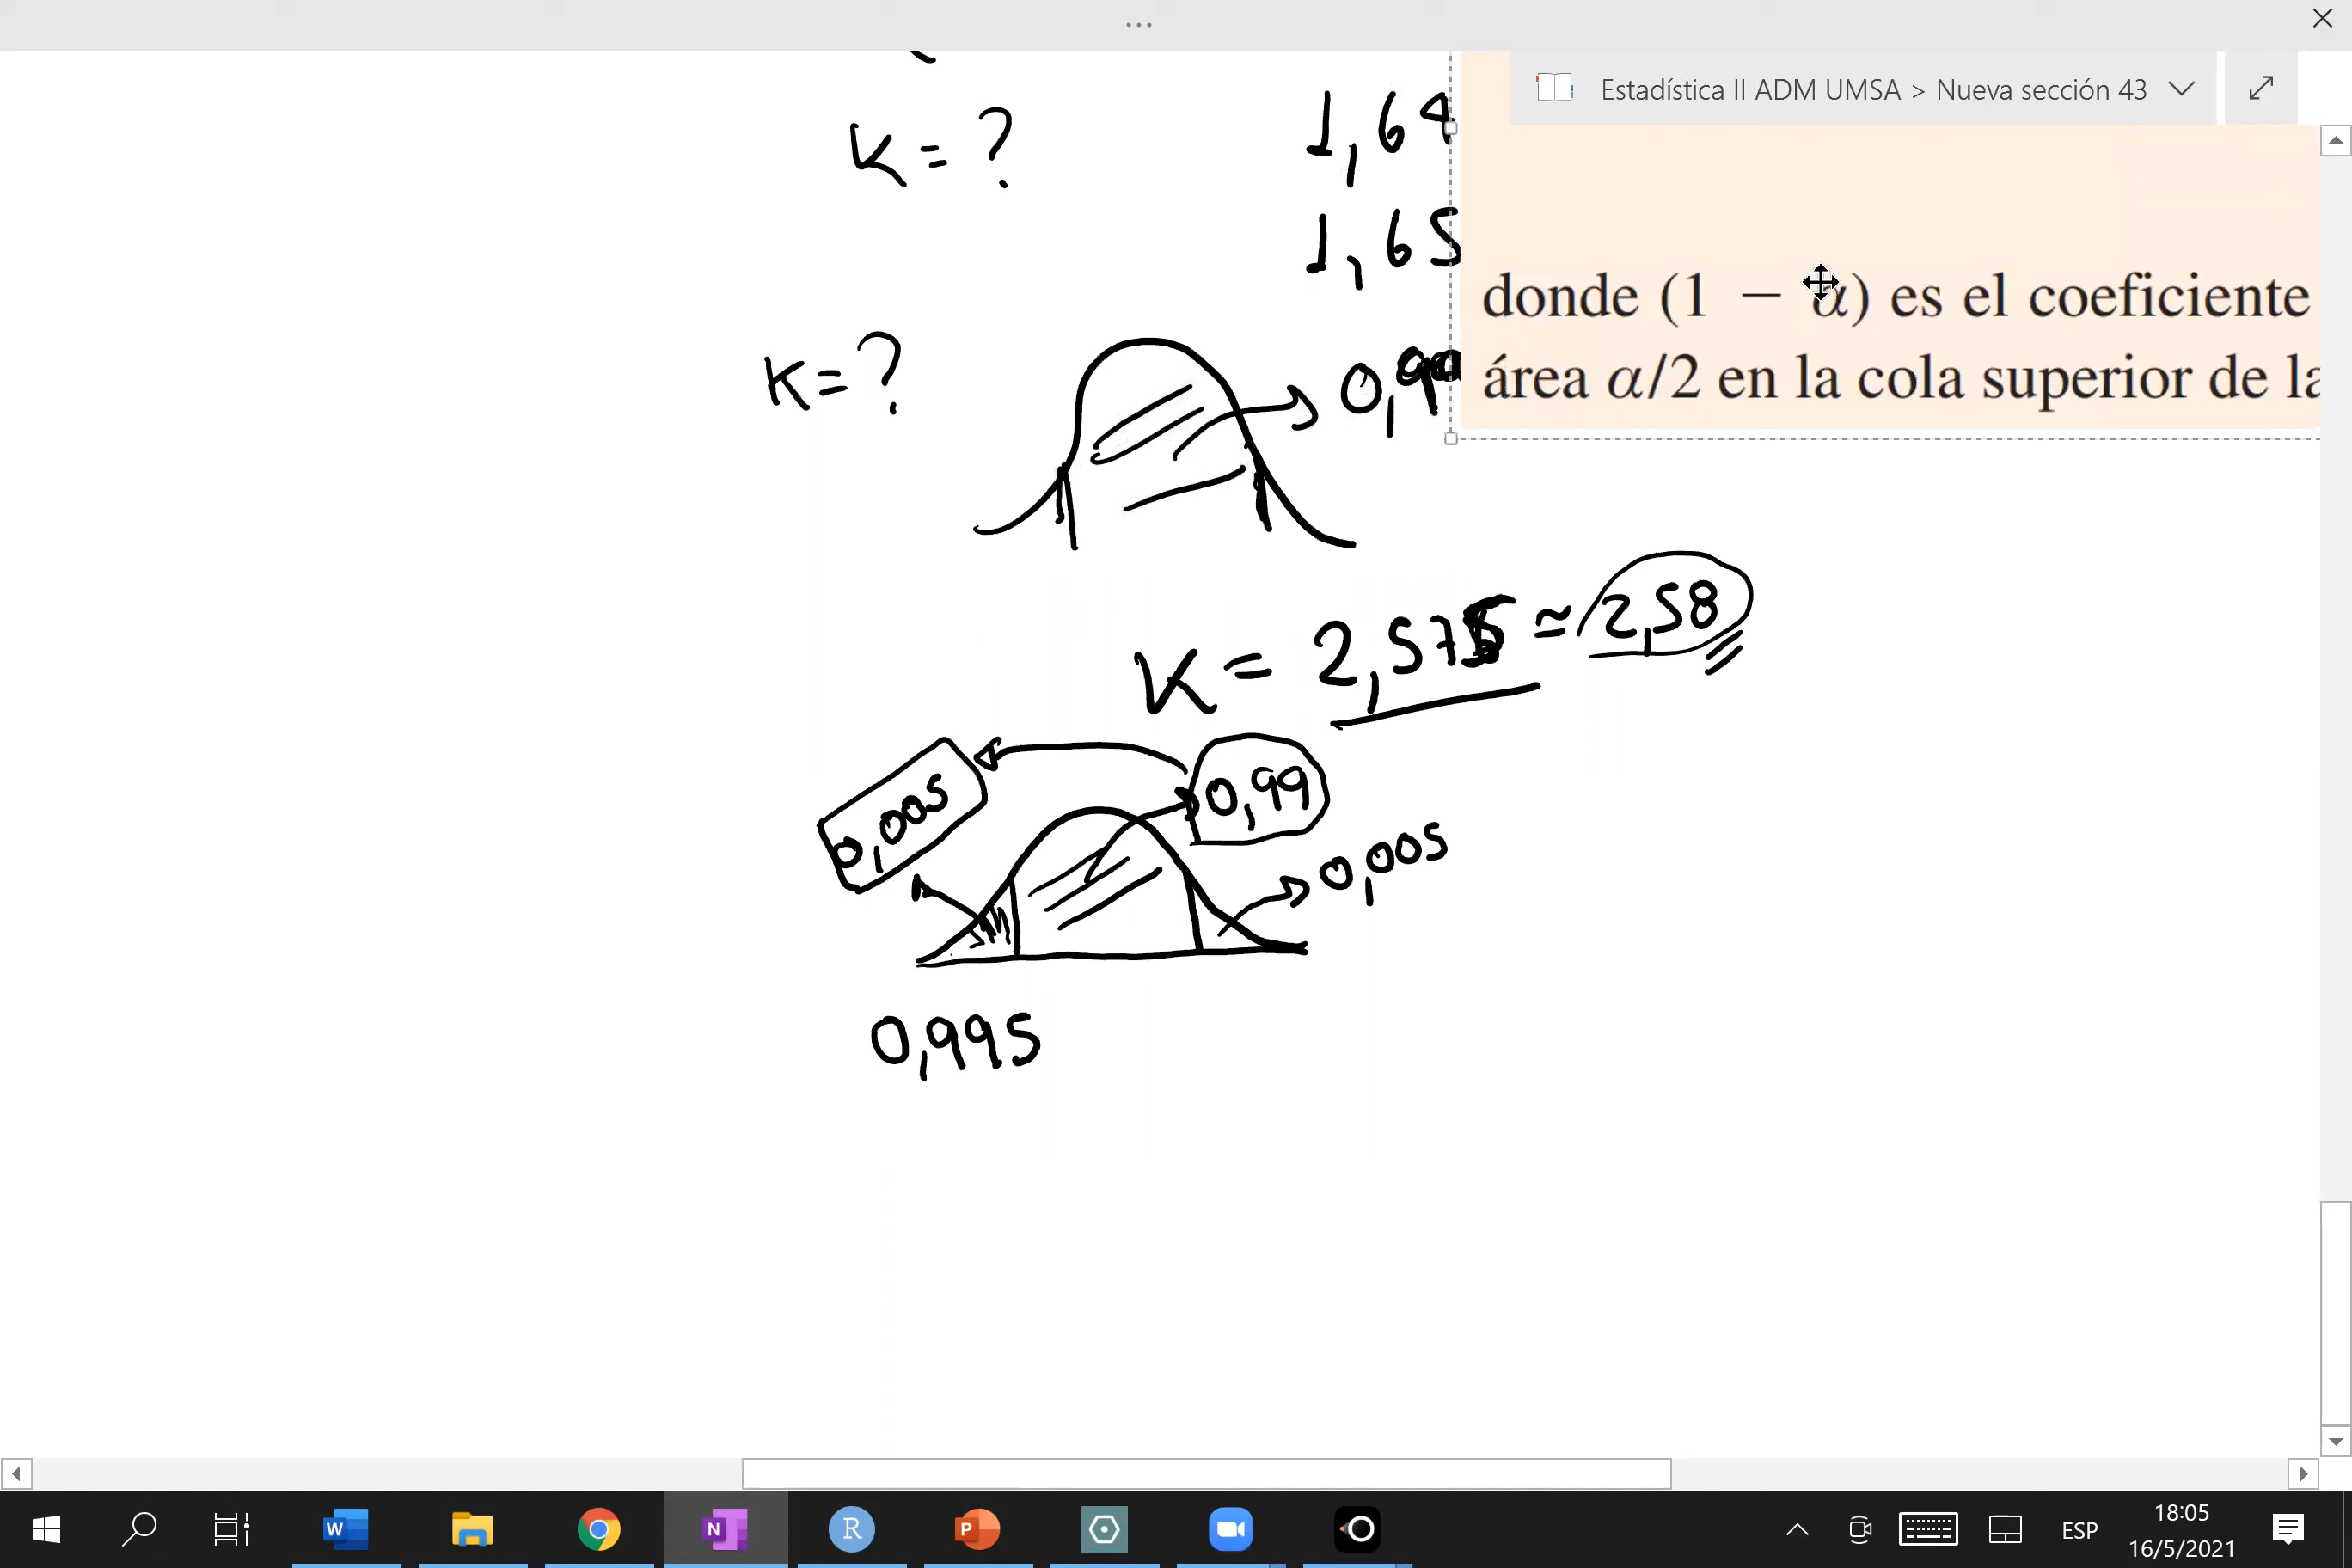 Estadística II ADM UMSA > Nueva sección 43
K = ?
1,64
1,65
donde (1 − α) es el coeficiente
área α/2 en la cola superior de la
K = ?
K = 2,575 ≃ 2,58
0,005
0,99
0,005
0,995
W
N
R
P
ESP
18:05
16/5/2021